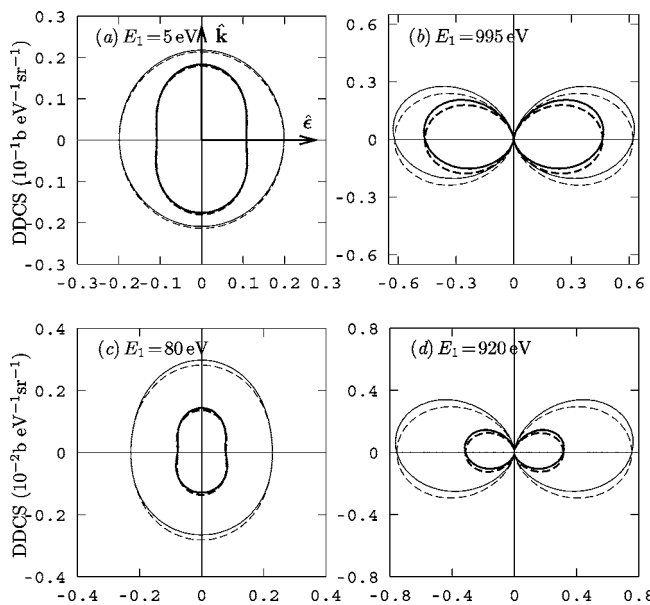 (a) E₁ = 5 eV k̂
ε̂
0.3
0.2
0.1
0
0.1
0.2
0.3
-0.3 -0.2 -0.1 0 0.1 0.2 0.3
DDCS (10⁻¹b eV⁻¹sr⁻¹)
(b) E₁ = 995 eV
0.6
0.3
0
-0.3
-0.6
-0.6 -0.3 0 0.3 0.6
(c) E₁ = 80 eV
0.4
0.2
0
-0.2
-0.4
-0.4 -0.2 0 0.2 0.4
DDCS (10⁻²b eV⁻¹sr⁻¹)
(d) E₁ = 920 eV
0.8
0.4
0
-0.4
-0.8
-0.8 -0.4 0 0.4 0.8